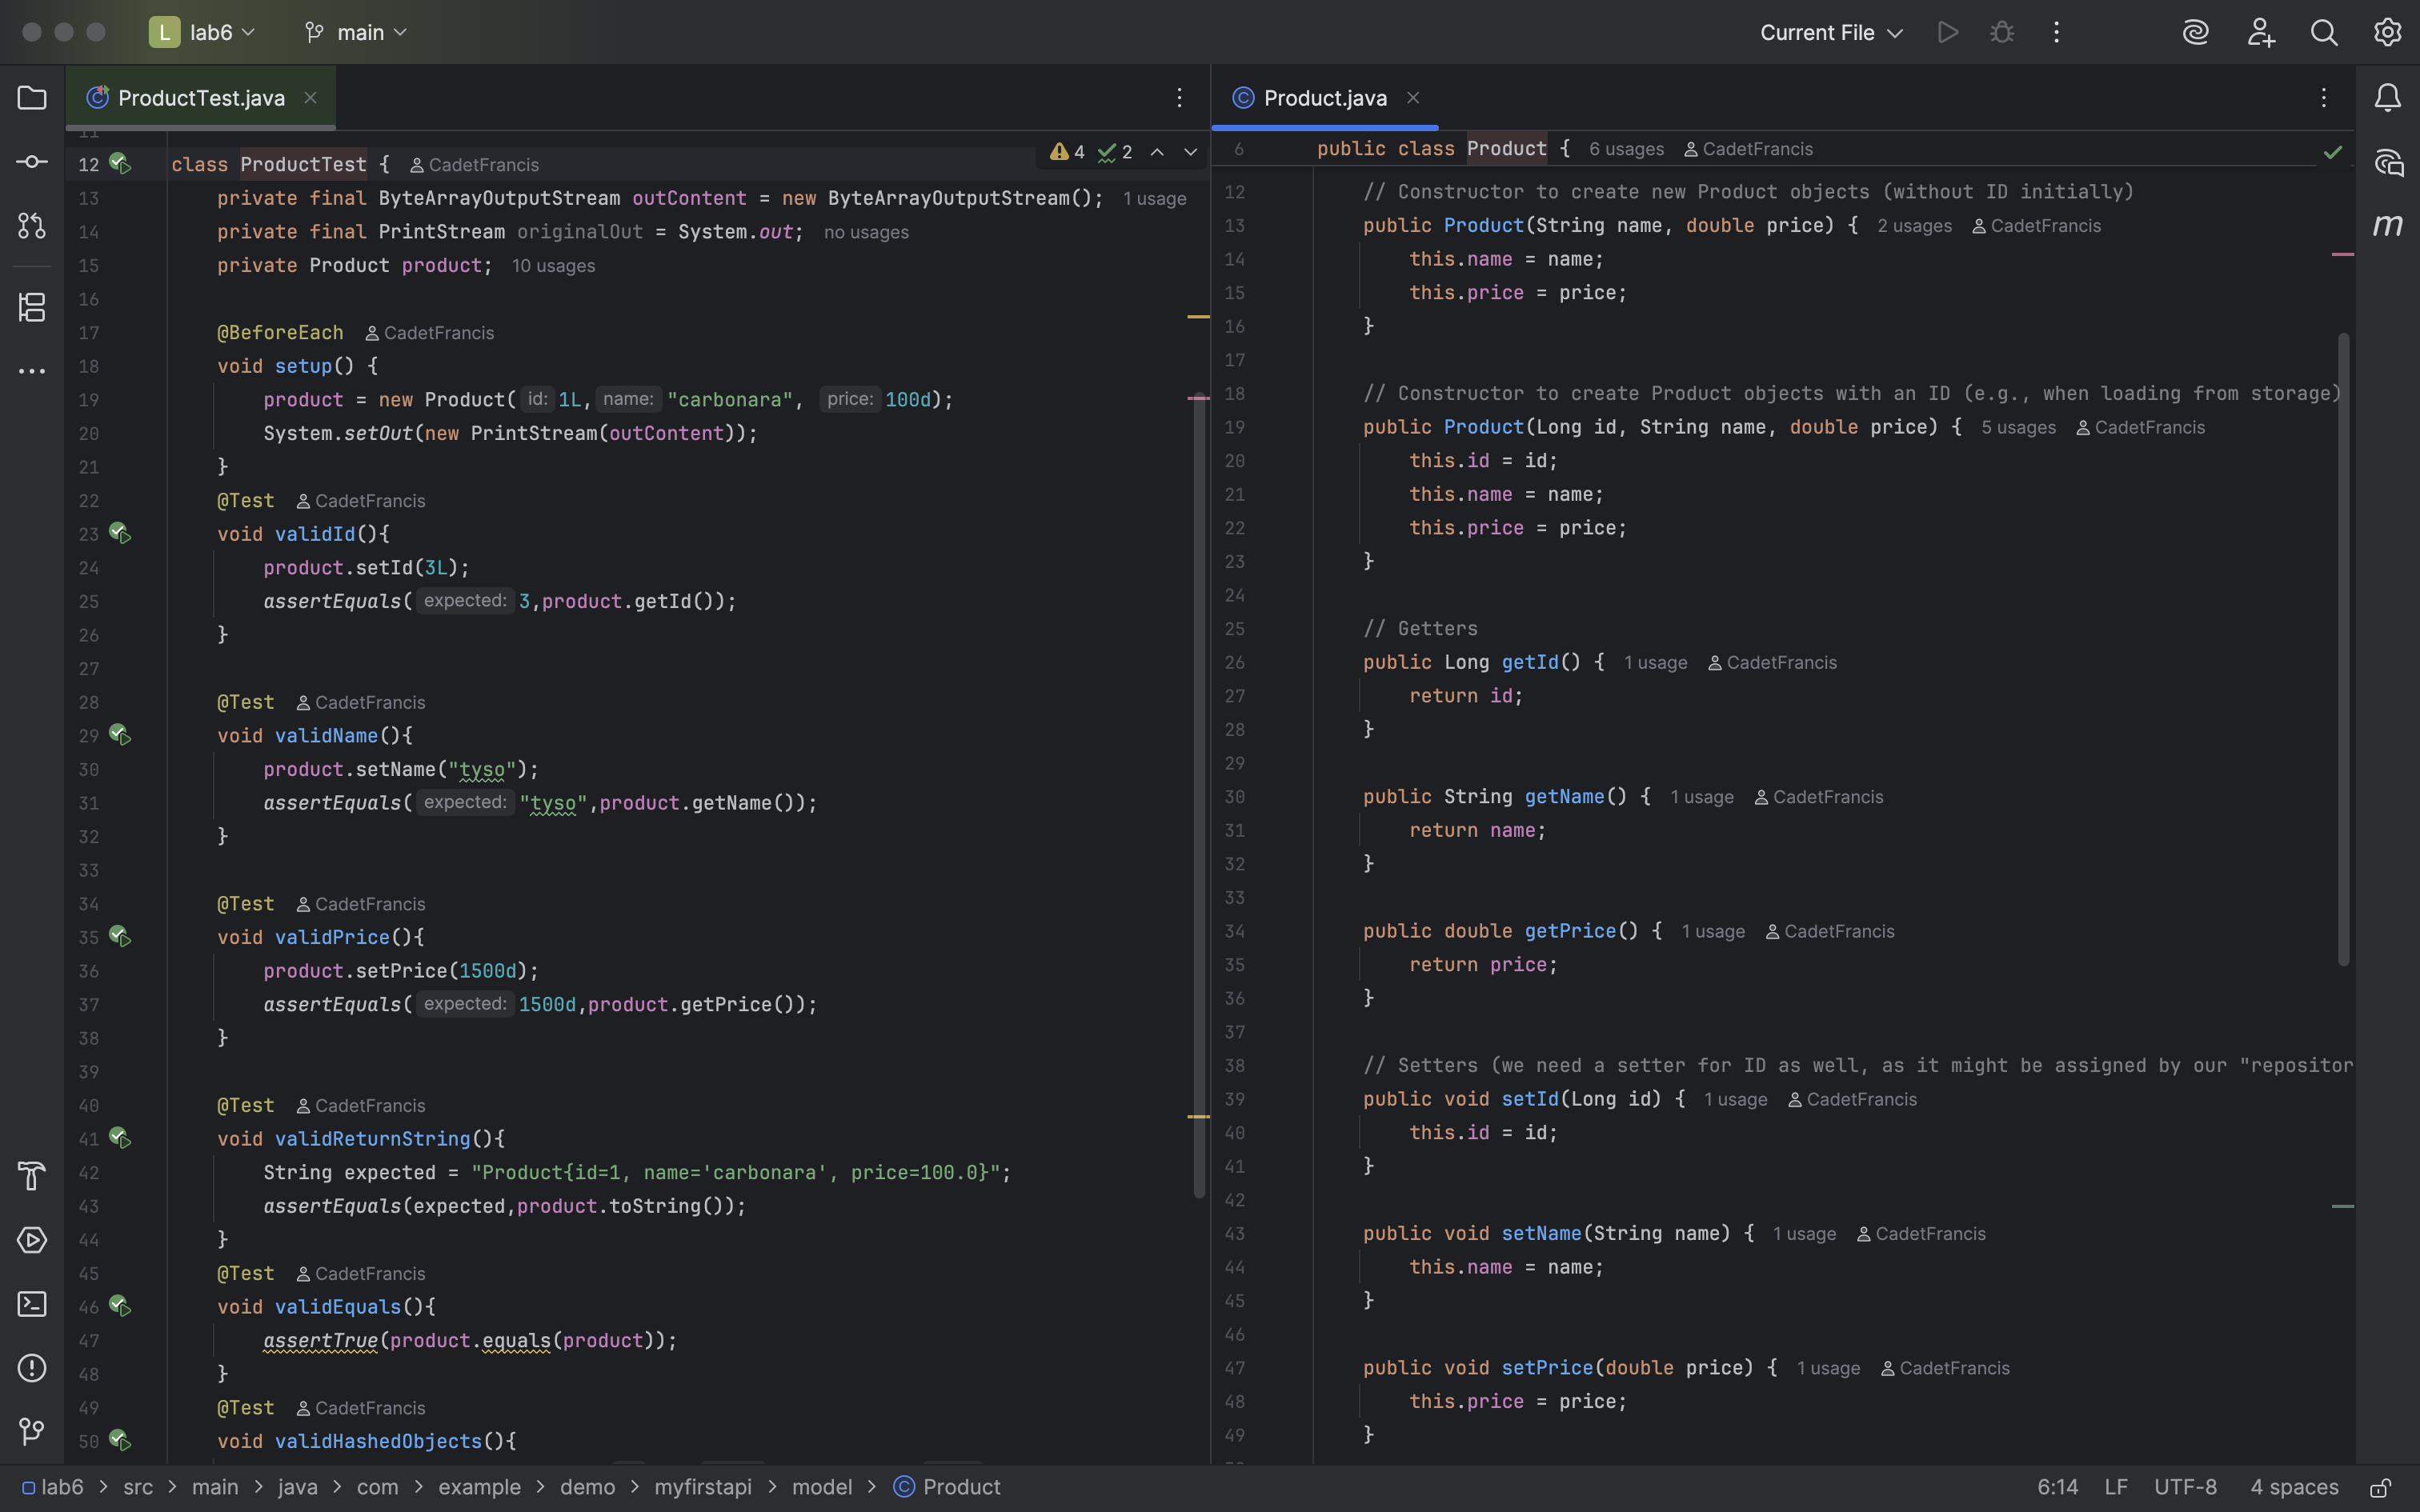 L lab6 main Current File
ProductTest.java
11
12 class ProductTest { CadetFrancis 4 2
13 private final ByteArrayOutputStream outContent = new ByteArrayOutputStream(); 1 usage
14 private final PrintStream originalOut = System.out; no usages
15 private Product product; 10 usages
16
17 @BeforeEach CadetFrancis
18 void setup() {
19 product = new Product( id: 1L, name: "carbonara", price: 100d);
20 System.setOut(new PrintStream(outContent));
21 }
22 @Test CadetFrancis
23 void validId(){
24 product.setId(3L);
25 assertEquals( expected: 3,product.getId());
26 }
27
28 @Test CadetFrancis
29 void validName(){
30 product.setName("tyso");
31 assertEquals( expected: "tyso",product.getName());
32 }
33
34 @Test CadetFrancis
35 void validPrice(){
36 product.setPrice(1500d);
37 assertEquals( expected: 1500d,product.getPrice());
38 }
39
40 @Test CadetFrancis
41 void validReturnString(){
42 String expected = "Product{id=1, name='carbonara', price=100.0}";
43 assertEquals(expected,product.toString());
44 }
45 @Test CadetFrancis
46 void validEquals(){
47 assertTrue(product.equals(product));
48 }
49 @Test CadetFrancis
50 void validHashedObjects(){
Product.java
6 public class Product { 6 usages CadetFrancis
12 // Constructor to create new Product objects (without ID initially)
13 public Product(String name, double price) { 2 usages CadetFrancis
14 this.name = name;
15 this.price = price;
16 }
17
18 // Constructor to create Product objects with an ID (e.g., when loading from storage)
19 public Product(Long id, String name, double price) { 5 usages CadetFrancis
20 this.id = id;
21 this.name = name;
22 this.price = price;
23 }
24
25 // Getters
26 public Long getId() { 1 usage CadetFrancis
27 return id;
28 }
29
30 public String getName() { 1 usage CadetFrancis
31 return name;
32 }
33
34 public double getPrice() { 1 usage CadetFrancis
35 return price;
36 }
37
38 // Setters (we need a setter for ID as well, as it might be assigned by our "repositor
39 public void setId(Long id) { 1 usage CadetFrancis
40 this.id = id;
41 }
42
43 public void setName(String name) { 1 usage CadetFrancis
44 this.name = name;
45 }
46
47 public void setPrice(double price) { 1 usage CadetFrancis
48 this.price = price;
49 }
m
lab6 > src > main > java > com > example > demo > myfirstapi > model > Product 6:14 LF UTF-8 4 spaces